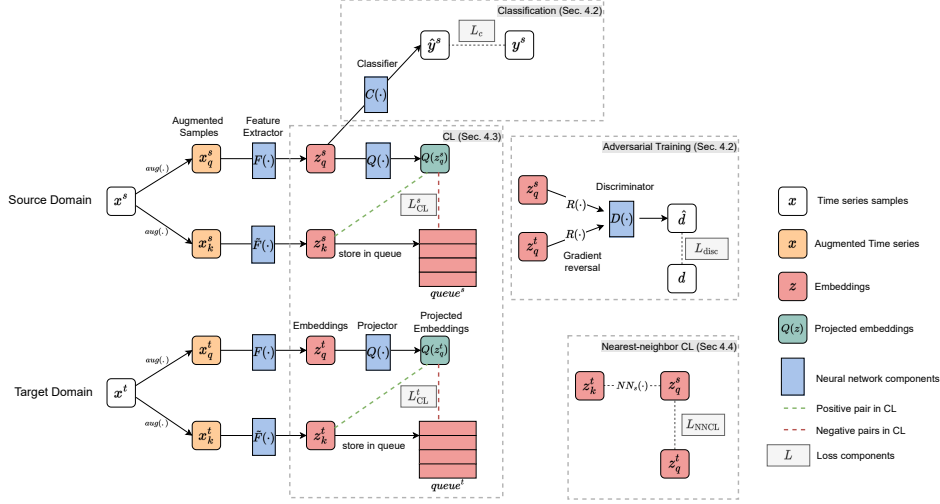 Classification (Sec. 4.2)
ŷ^s
L_c
y^s
Classifier
C(·)
Augmented
Samples
Feature
Extractor
CL (Sec. 4.3)
x_q^s
F(·)
z_q^s
Q(·)
Q(z_q^s)
aug(.)
Source Domain
x^s
L_CL^s
aug(.)
x_k^s
F̃(·)
z_k^s
store in queue
queue^s
Adversarial Training (Sec. 4.2)
z_q^s
R(·)
Discriminator
D(·)
d̂
z_q^t
R(·)
Gradient
reversal
L_disc
d
Embeddings
Projector
Projected
Embeddings
x_q^t
F(·)
z_q^t
Q(·)
Q(z_q^t)
aug(.)
Target Domain
x^t
L_CL^t
aug(.)
x_k^t
F̃(·)
z_k^t
store in queue
queue^t
Nearest-neighbor CL (Sec 4.4)
z_k^t
NN_s(·)
z_q^s
L_NNCL
z_q^t
x
Time series samples
x
Augmented Time series
z
Embeddings
Q(z)
Projected embeddings
Neural network components
Positive pair in CL
Negative pairs in CL
L
Loss components